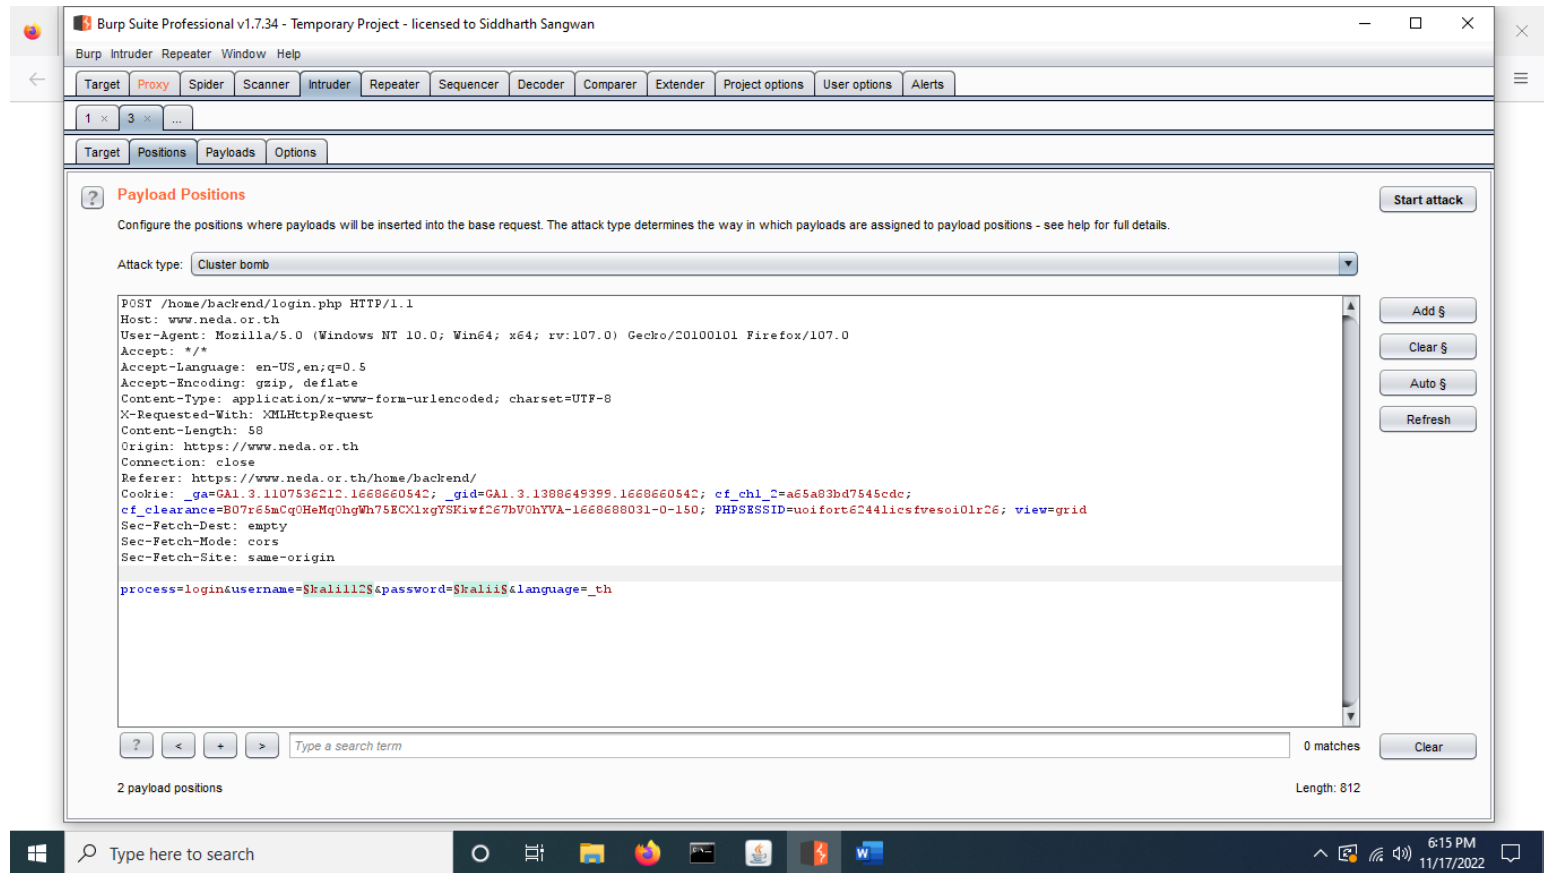 Burp Suite Professional v1.7.34 - Temporary Project - licensed to Siddharth Sangwan
Burp Intruder Repeater Window Help
Target Proxy Spider Scanner Intruder Repeater Sequencer Decoder Comparer Extender Project options User options Alerts
1 × 3 × ...
Target Positions Payloads Options
? Payload Positions
Start attack
Configure the positions where payloads will be inserted into the base request. The attack type determines the way in which payloads are assigned to payload positions - see help for full details.
Attack type: Cluster bomb
POST /home/backend/login.php HTTP/1.1
Host: www.neda.or.th
User-Agent: Mozilla/5.0 (Windows NT 10.0; Win64; x64; rv:107.0) Gecko/20100101 Firefox/107.0
Accept: */*
Accept-Language: en-US,en;q=0.5
Accept-Encoding: gzip, deflate
Content-Type: application/x-www-form-urlencoded; charset=UTF-8
X-Requested-With: XMLHttpRequest
Content-Length: 58
Origin: https://www.neda.or.th
Connection: close
Referer: https://www.neda.or.th/home/backend/
Cookie: _ga=GA1.3.1107536212.1668660542; _gid=GA1.3.1388649399.1668660542; cf_chl_2=a65a83bd7545cdc;
cf_clearance=B07r65mCq0HeMq0hgWh75ECXlxgYSKiwf267bV0hYVA-1668688031-0-150; PHPSESSID=uoifort6244licsfvesoi0lr26; view=grid
Sec-Fetch-Dest: empty
Sec-Fetch-Mode: cors
Sec-Fetch-Site: same-origin
process=login&username=§kalill2§&password=§kalii§&language=_th
Add §
Clear §
Auto §
Refresh
? < + > Type a search term 0 matches Clear
2 payload positions Length: 812
Type here to search
6:15 PM
11/17/2022